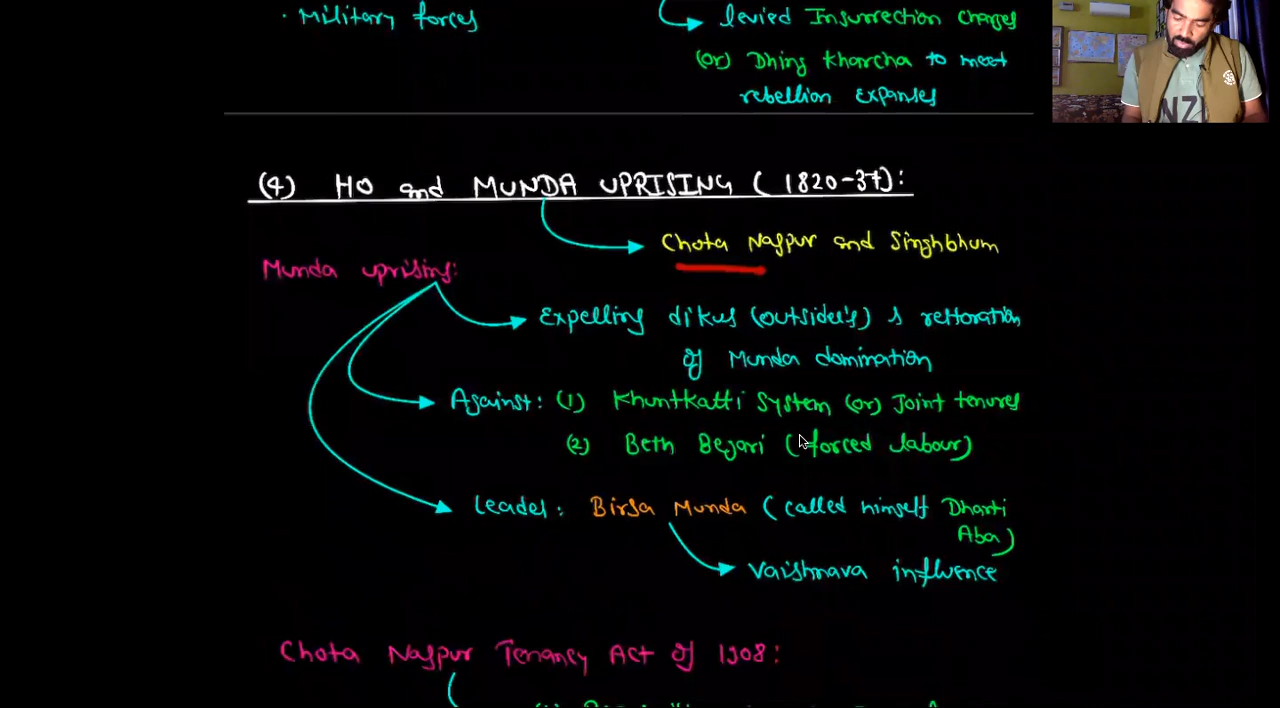 · Military forces
levied Insurrection charges
(or) Dhing Kharcha to meet
rebellion Expanses
(4) HO and MUNDA UPRISING (1820-37):
Chota Nagpur and Singhbhum
Munda uprising:
Expelling dikus (outsider's) & restoration
of Munda domination
Against: (1) Khuntkatti System (or) Joint tenures
(2) Beth Begari (forced labour)
Leader: Birsa Munda (called himself Dharti
Aba)
Vaishnava influence
Chota Nagpur Tenancy Act of 1908: